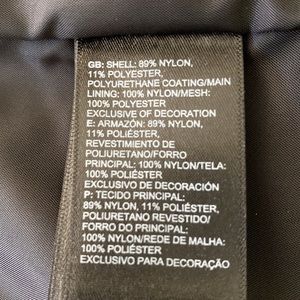 GB: SHELL: 89% NYLON,
11% POLYESTER,
POLYURETHANE COATING/MAIN
LINING: 100% NYLON/MESH:
100% POLYESTER
EXCLUSIVE OF DECORATION
E: ARMAZÓN: 89% NYLON,
11% POLIÉSTER,
REVESTIMIENTO DE
POLIURETANO/FORRO
PRINCIPAL: 100% NYLON/TELA:
100% POLIÉSTER
EXCLUSIVO DE DECORACIÓN
P: TECIDO PRINCIPAL:
89% NYLON, 11% POLIÉSTER,
POLIURETANO REVESTIDO/
FORRO DO PRINCIPAL:
100% NYLON/REDE DE MALHA:
100% POLIÉSTER
EXCLUSIVO PARA DECORAÇÃO